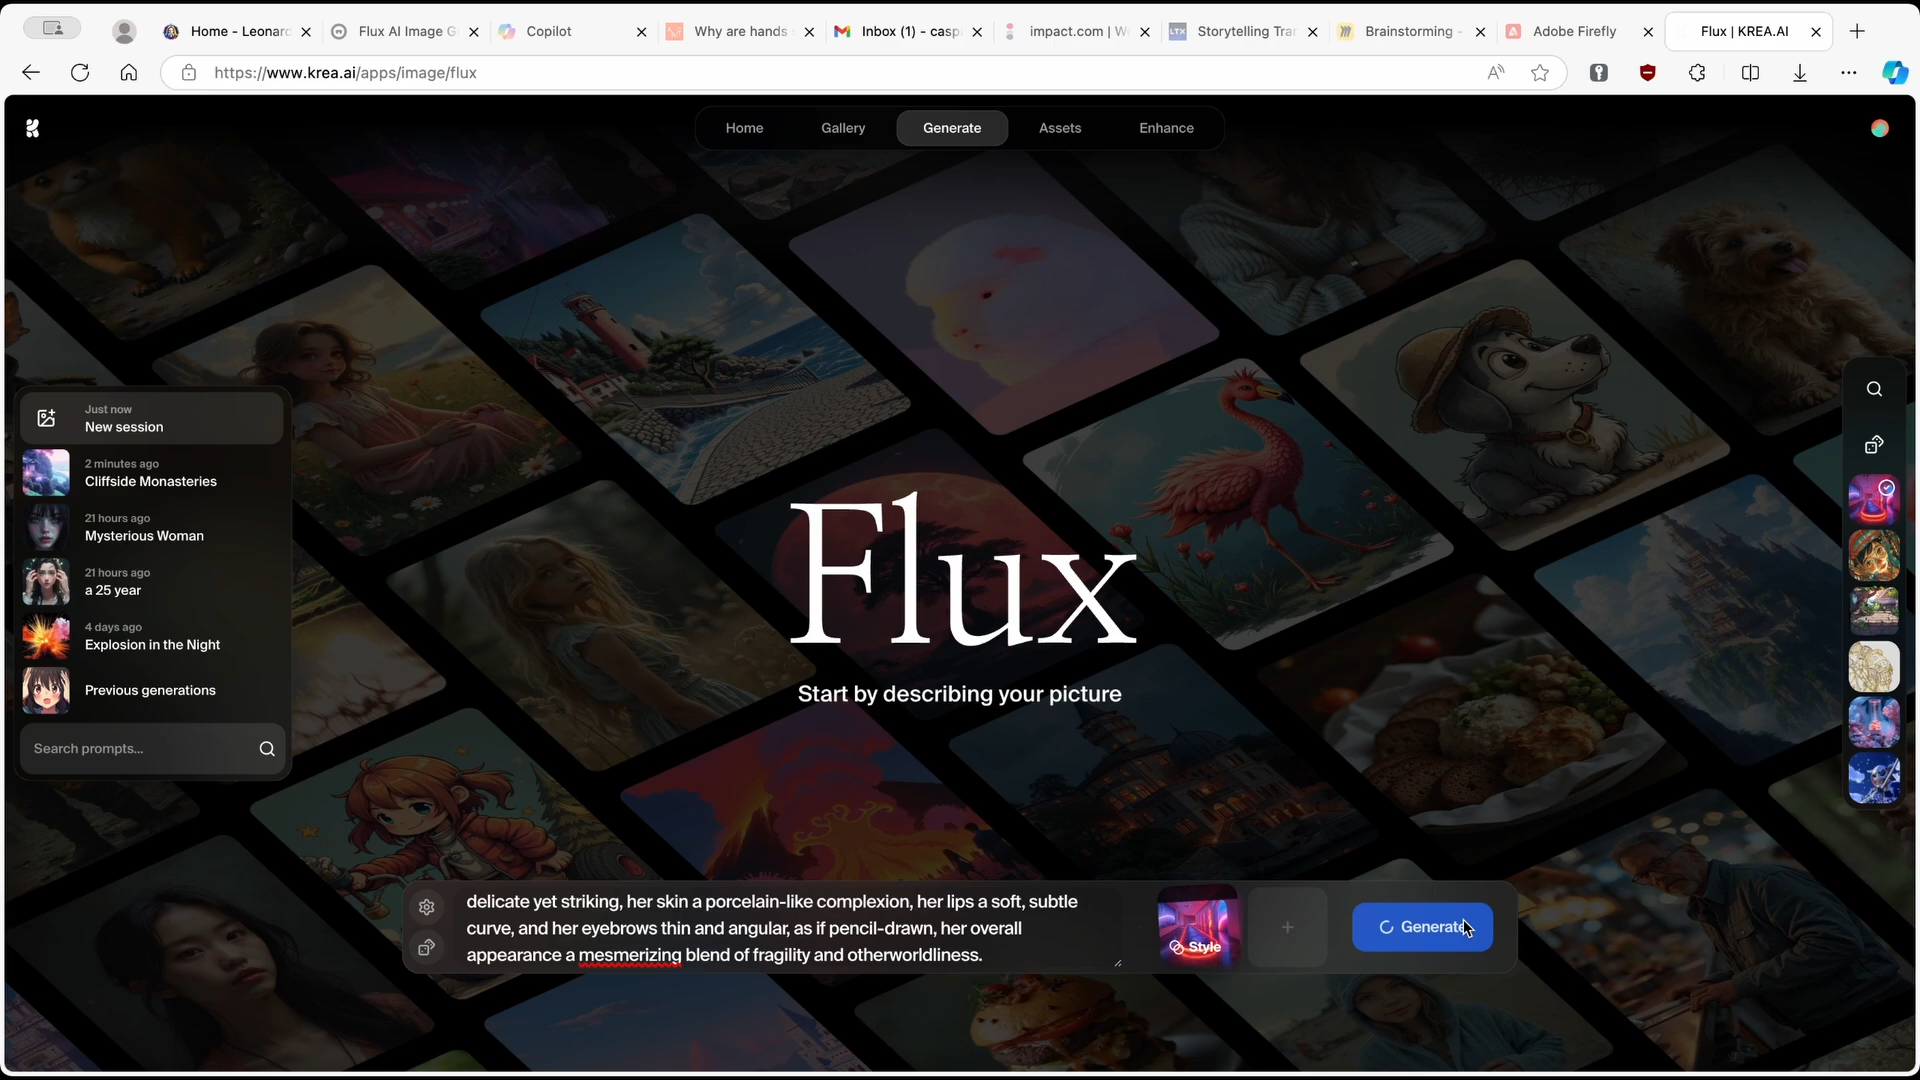 Home - Leonard
Flux AI Image G
Copilot
Why are hands
Inbox (1) - casp
impact.com | W
Storytelling Tra
Brainstorming -
Adobe Firefly
Flux | KREA.AI
https://www.krea.ai/apps/image/flux
Home
Gallery
Generate
Assets
Enhance
Just now
New session
2 minutes ago
Cliffside Monasteries
21 hours ago
Mysterious Woman
21 hours ago
a 25 year
4 days ago
Explosion in the Night
Previous generations
Search prompts...
Flux
Start by describing your picture
delicate yet striking, her skin a porcelain-like complexion, her lips a soft, subtle
curve, and her eyebrows thin and angular, as if pencil-drawn, her overall
appearance a mesmerizing blend of fragility and otherworldliness.
Style
Generate